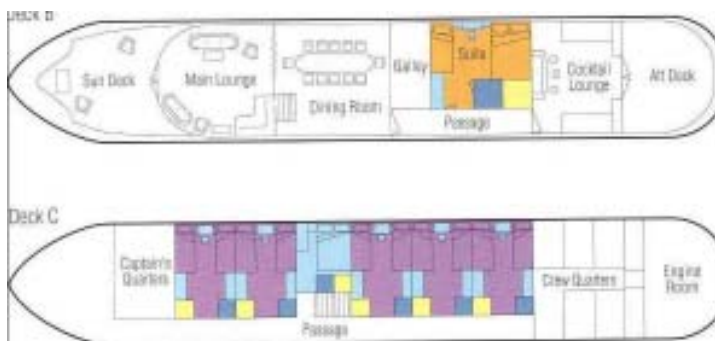 Deck B
Sun Deck
Main Lounge
Dining Room
Galley
Suite
Passage
Cocktail
Lounge
Aft Deck
Deck C
Captain's
Quarters
Passage
Crew Quarters
Engine
Room